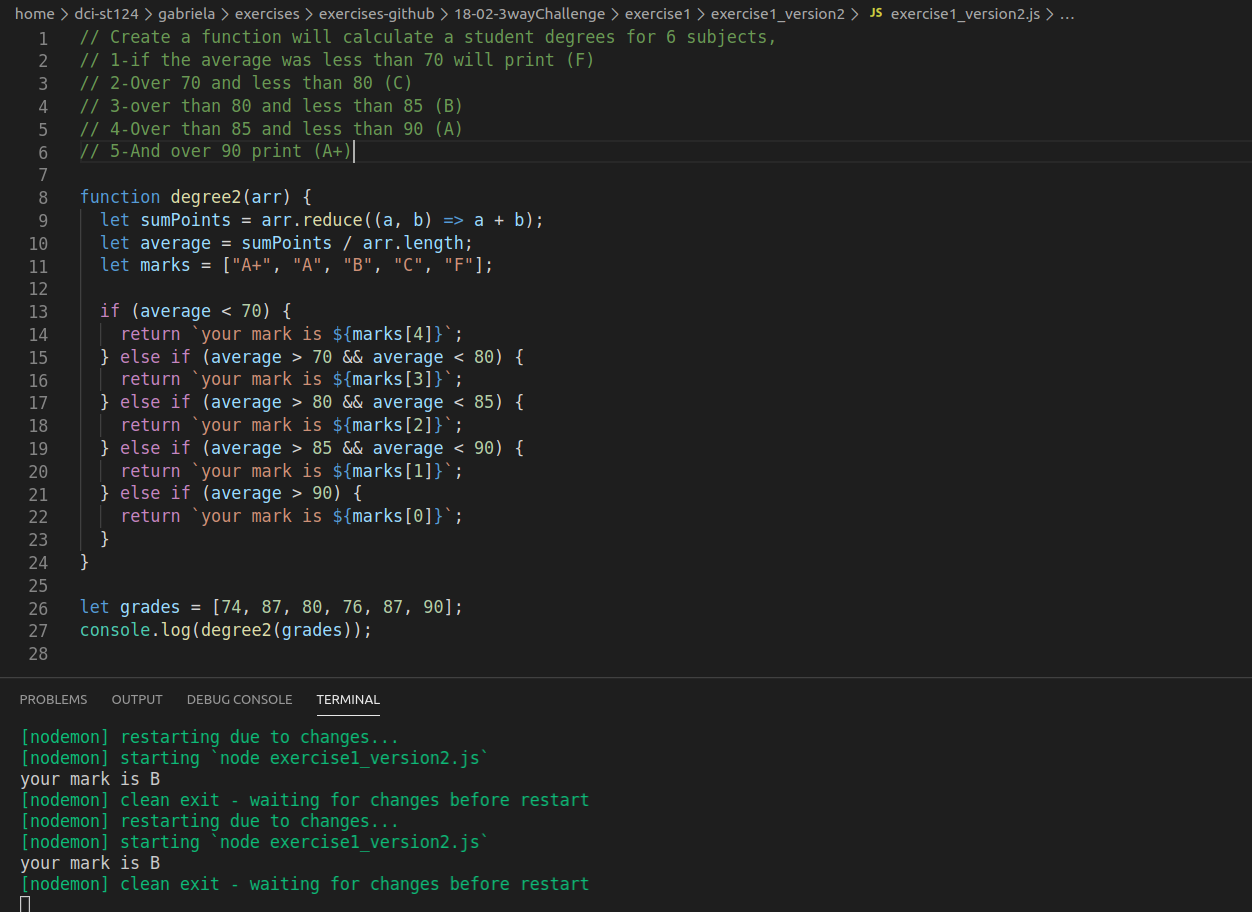 home > dci-st124 > gabriela > exercises > exercises-github > 18-02-3wayChallenge > exercise1 > exercise1_version2 > JS exercise1_version2.js > ...
1 // Create a function will calculate a student degrees for 6 subjects,
2 // 1-if the average was less than 70 will print (F)
3 // 2-Over 70 and less than 80 (C)
4 // 3-over than 80 and less than 85 (B)
5 // 4-Over than 85 and less than 90 (A)
6 // 5-And over 90 print (A+)
7
8 function degree2(arr) {
9   let sumPoints = arr.reduce((a, b) => a + b);
10   let average = sumPoints / arr.length;
11   let marks = ["A+", "A", "B", "C", "F"];
12
13   if (average < 70) {
14     return `your mark is ${marks[4]}`;
15   } else if (average > 70 && average < 80) {
16     return `your mark is ${marks[3]}`;
17   } else if (average > 80 && average < 85) {
18     return `your mark is ${marks[2]}`;
19   } else if (average > 85 && average < 90) {
20     return `your mark is ${marks[1]}`;
21   } else if (average > 90) {
22     return `your mark is ${marks[0]}`;
23   }
24 }
25
26 let grades = [74, 87, 80, 76, 87, 90];
27 console.log(degree2(grades));
28
PROBLEMS OUTPUT DEBUG CONSOLE TERMINAL
[nodemon] restarting due to changes...
[nodemon] starting `node exercise1_version2.js`
your mark is B
[nodemon] clean exit - waiting for changes before restart
[nodemon] restarting due to changes...
[nodemon] starting `node exercise1_version2.js`
your mark is B
[nodemon] clean exit - waiting for changes before restart